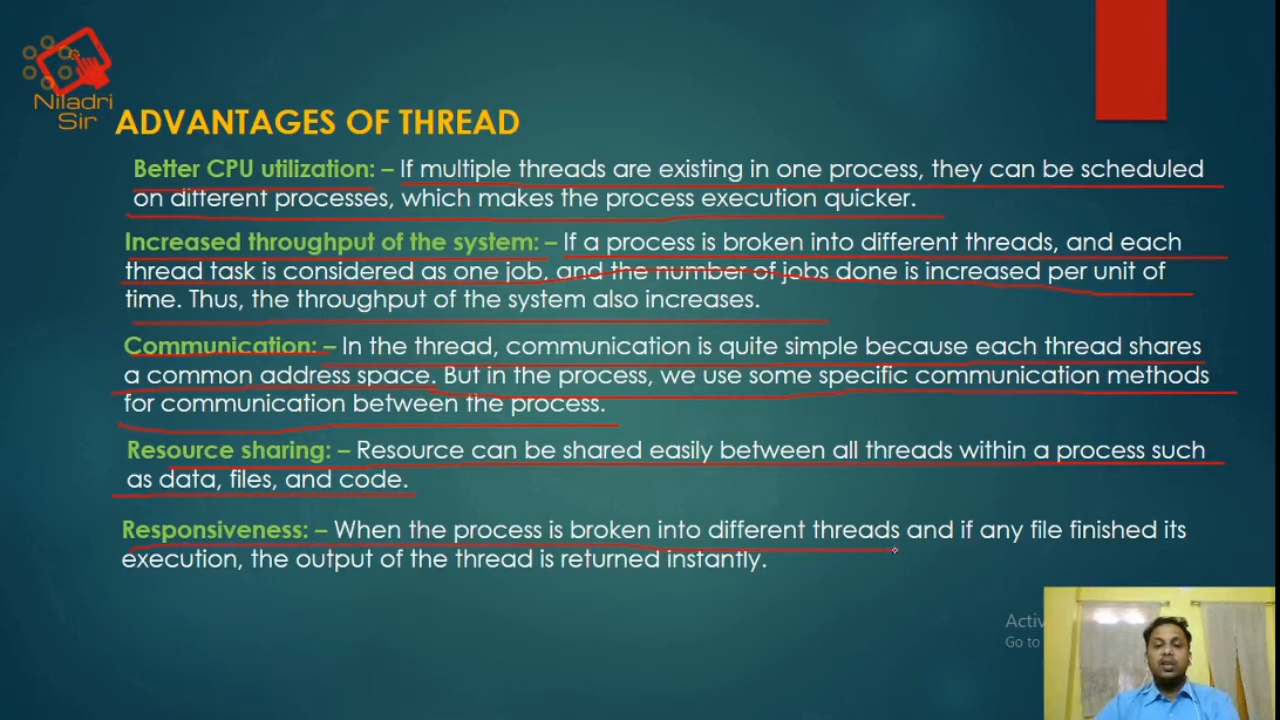 Niladri
Sir
ADVANTAGES OF THREAD
Better CPU utilization: – If multiple threads are existing in one process, they can be scheduled
on different processes, which makes the process execution quicker.
Increased throughput of the system: – If a process is broken into different threads, and each
thread task is considered as one job, and the number of jobs done is increased per unit of
time. Thus, the throughput of the system also increases.
Communication: – In the thread, communication is quite simple because each thread shares
a common address space. But in the process, we use some specific communication methods
for communication between the process.
Resource sharing: – Resource can be shared easily between all threads within a process such
as data, files, and code.
Responsiveness: – When the process is broken into different threads and if any file finished its
execution, the output of the thread is returned instantly.
Activ
Go to